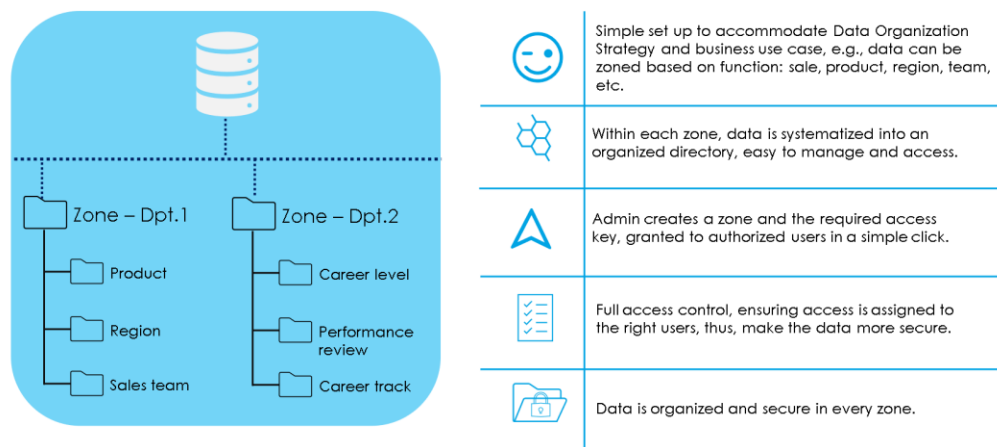 Zone – Dpt.1
Product
Region
Sales team
Zone – Dpt.2
Career level
Performance
review
Career track
Simple set up to accommodate Data Organization
Strategy and business use case, e.g., data can be
zoned based on function: sale, product, region, team,
etc.
Within each zone, data is systematized into an
organized directory, easy to manage and access.
Admin creates a zone and the required access
key, granted to authorized users in a simple click.
Full access control, ensuring access is assigned to
the right users, thus, make the data more secure.
Data is organized and secure in every zone.